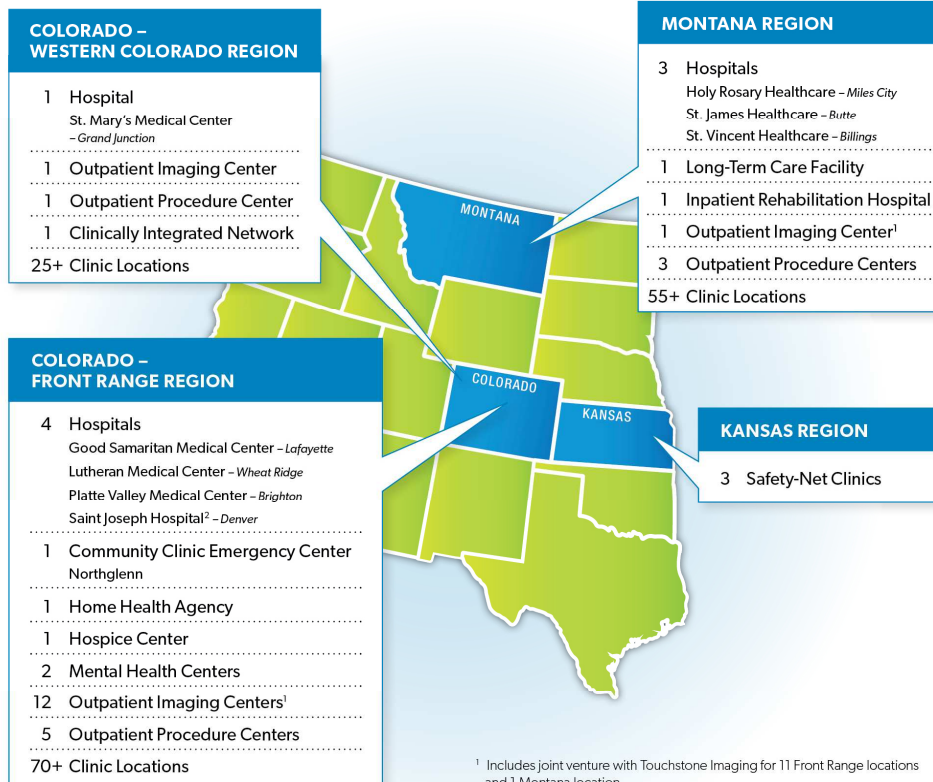 COLORADO –
WESTERN COLORADO REGION
1 Hospital
St. Mary's Medical Center
– Grand Junction
1 Outpatient Imaging Center
1 Outpatient Procedure Center
1 Clinically Integrated Network
25+ Clinic Locations
MONTANA REGION
3 Hospitals
Holy Rosary Healthcare – Miles City
St. James Healthcare – Butte
St. Vincent Healthcare – Billings
1 Long-Term Care Facility
1 Inpatient Rehabilitation Hospital
1 Outpatient Imaging Center¹
3 Outpatient Procedure Centers
55+ Clinic Locations
MONTANA
COLORADO
KANSAS
COLORADO –
FRONT RANGE REGION
4 Hospitals
Good Samaritan Medical Center – Lafayette
Lutheran Medical Center – Wheat Ridge
Platte Valley Medical Center – Brighton
Saint Joseph Hospital² – Denver
1 Community Clinic Emergency Center
Northglenn
1 Home Health Agency
1 Hospice Center
2 Mental Health Centers
12 Outpatient Imaging Centers¹
5 Outpatient Procedure Centers
70+ Clinic Locations
KANSAS REGION
3 Safety-Net Clinics
¹ Includes joint venture with Touchstone Imaging for 11 Front Range locations
and 1 Montana location